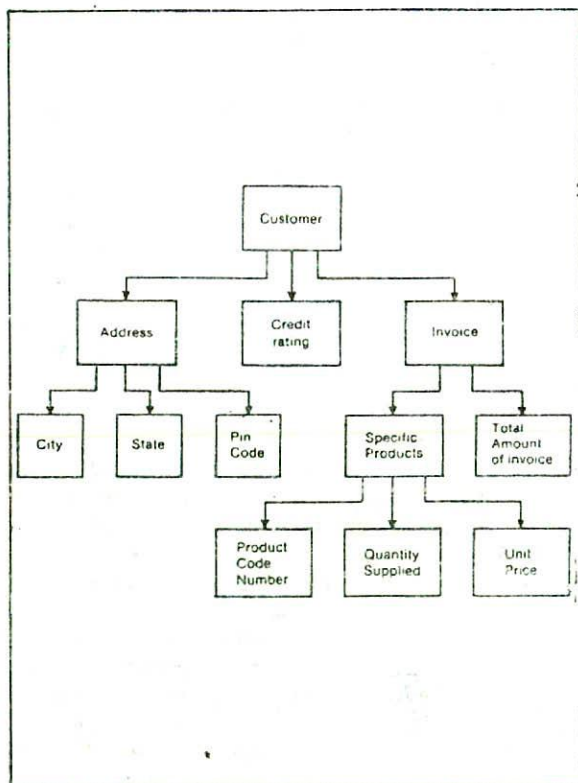 Customer
Address
Credit
rating
Invoice
City
State
Pin
Code
Specific
Products
Total
Amount
of invoice
Product
Code
Number
Quantity
Supplied
Unit
Price